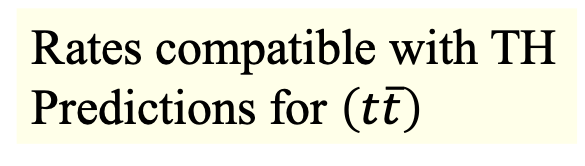 Rates compatible with TH
Predictions for (tt̄)